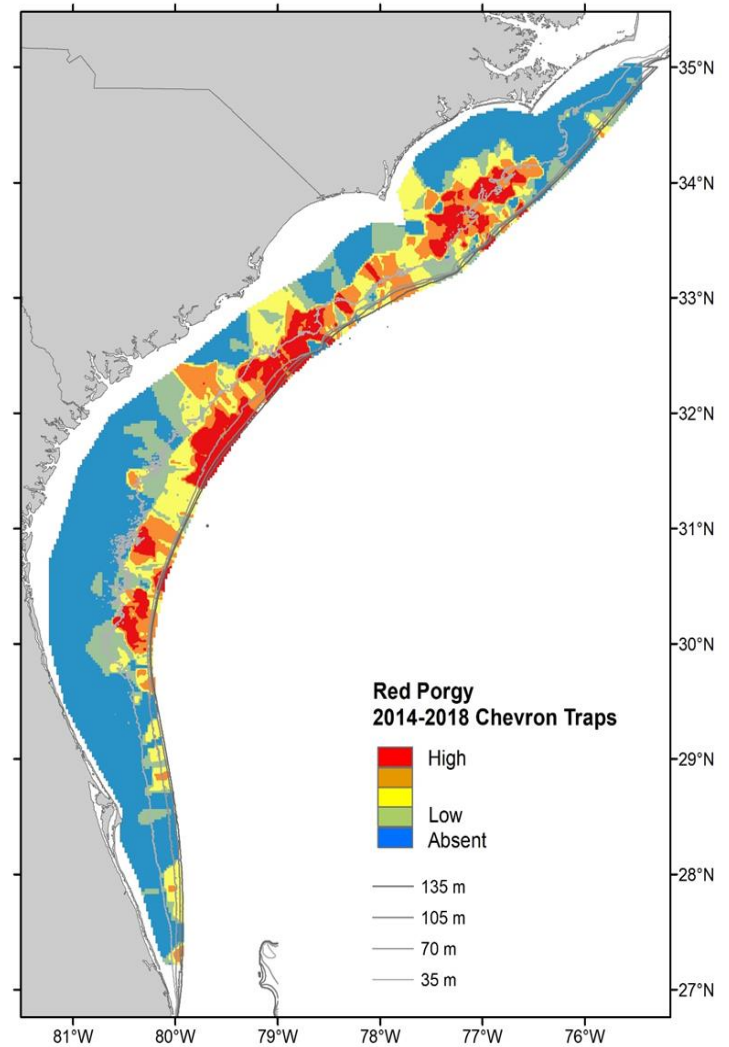 35°N
34°N
33°N
32°N
31°N
30°N
Red Porgy
2014-2018 Chevron Traps
High
Low
Absent
29°N
28°N
135 m
105 m
70 m
35 m
27°N
81°W 80°W 79°W 78°W 77°W 76°W